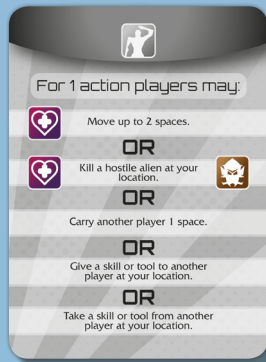 For 1 action players may:
Move up to 2 spaces.
OR
Kill a hostile alien at your
location.
OR
Carry another player 1 space.
OR
Give a skill or tool to another
player at your location.
OR
Take a skill or tool from another
player at your location.